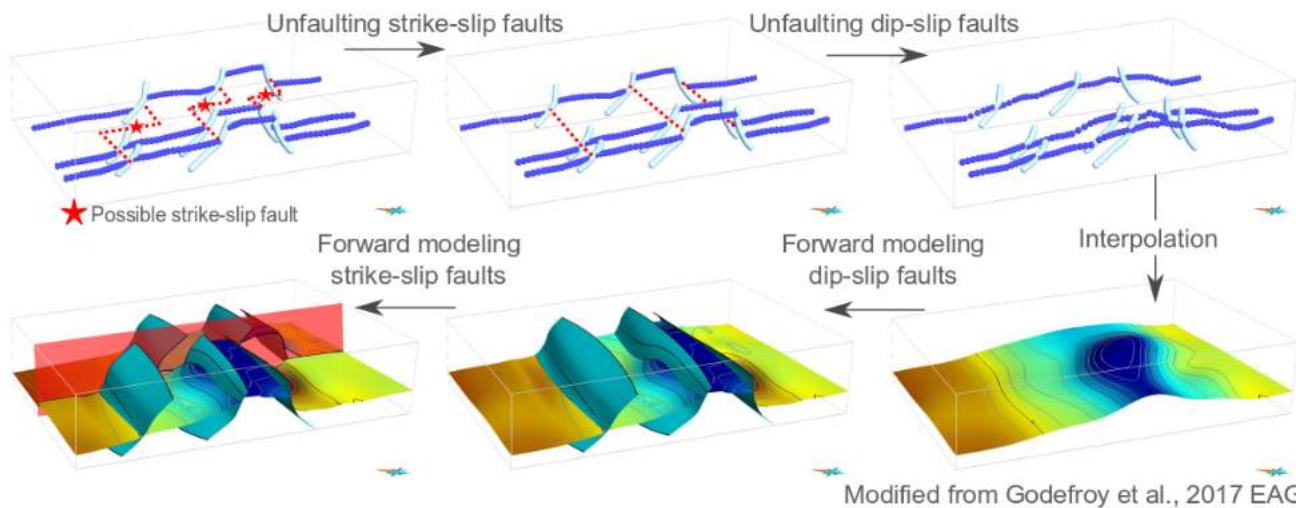 Unfaulting strike-slip faults
Unfaulting dip-slip faults
Possible strike-slip fault
Interpolation
Forward modeling
strike-slip faults
Forward modeling
dip-slip faults
Modified from Godefroy et al., 2017 EAG